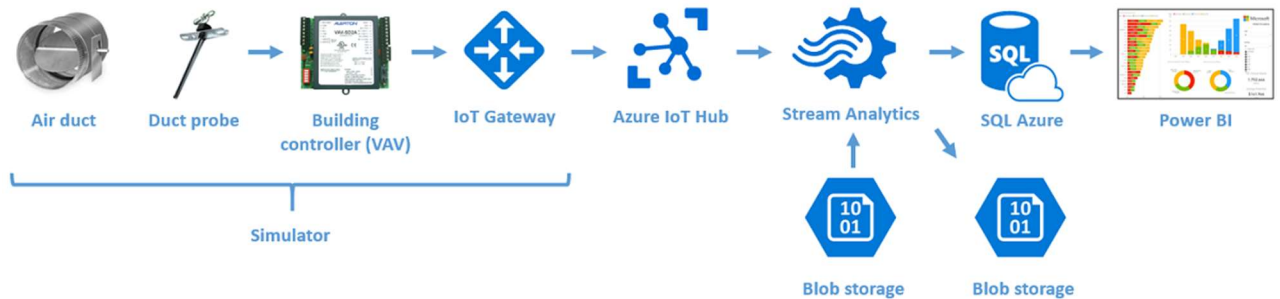 Air duct
Duct probe
Building
controller (VAV)
IoT Gateway
Azure IoT Hub
Stream Analytics
SQL
SQL Azure
Microsoft
Power BI
Simulator
10
01
Blob storage
10
01
Blob storage